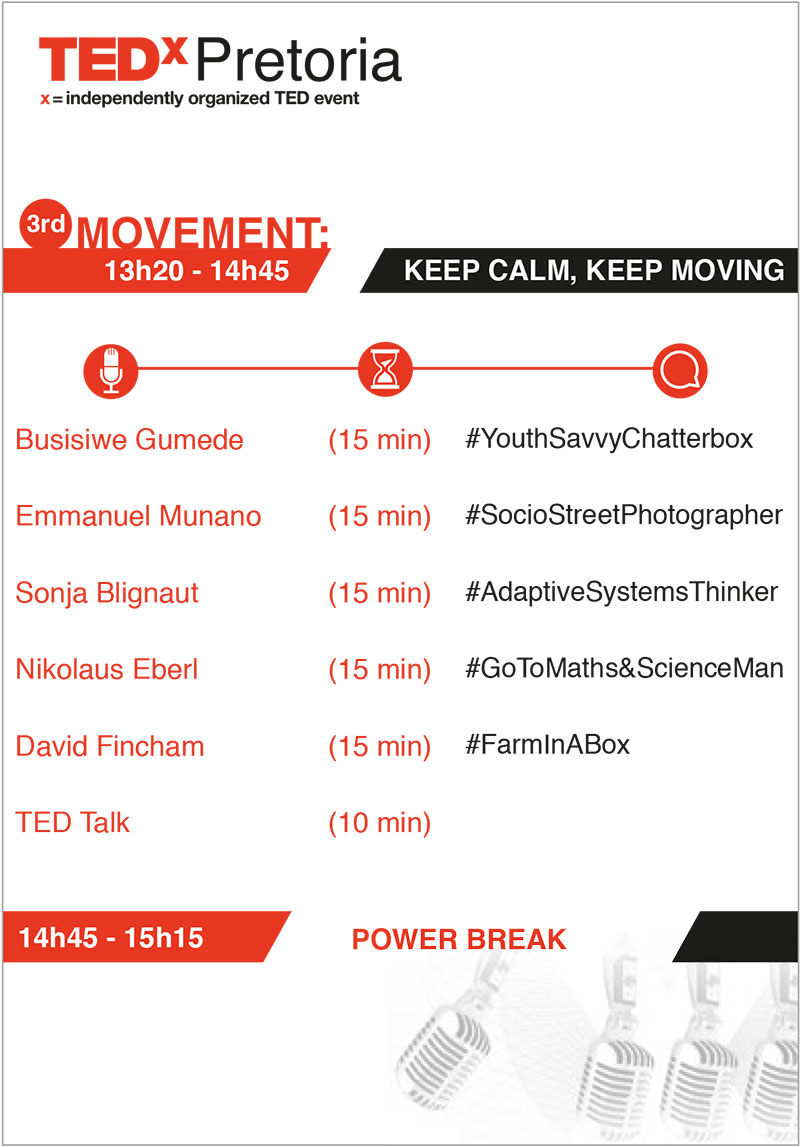 TEDx Pretoria
x = independently organized TED event
3rd MOVEMENT:
13h20 - 14h45 KEEP CALM, KEEP MOVING
Busisiwe Gumede (15 min) #YouthSavvyChatterbox
Emmanuel Munano (15 min) #SocioStreetPhotographer
Sonja Blignaut (15 min) #AdaptiveSystemsThinker
Nikolaus Eberl (15 min) #GoToMaths&ScienceMan
David Fincham (15 min) #FarmInABox
TED Talk (10 min)
14h45 - 15h15 POWER BREAK